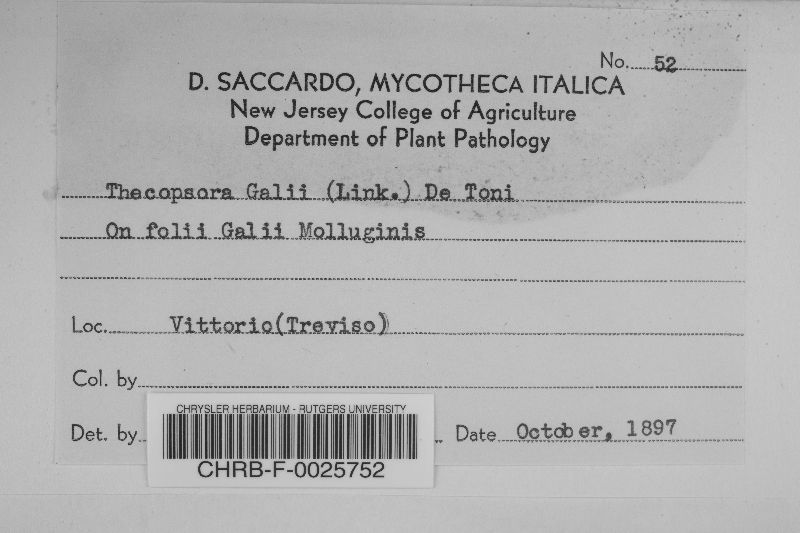 No. 52
D. SACCARDO, MYCOTHECA ITALICA
New Jersey College of Agriculture
Department of Plant Pathology
Thecopsora Galii (Link.) De Toni
On folii Galii Molluginis
Loc. Vittorio(Treviso)
Col. by
Det. by Date October, 1897
CHRYSLER HERBARIUM - RUTGERS UNIVERSITY
CHRB-F-0025752